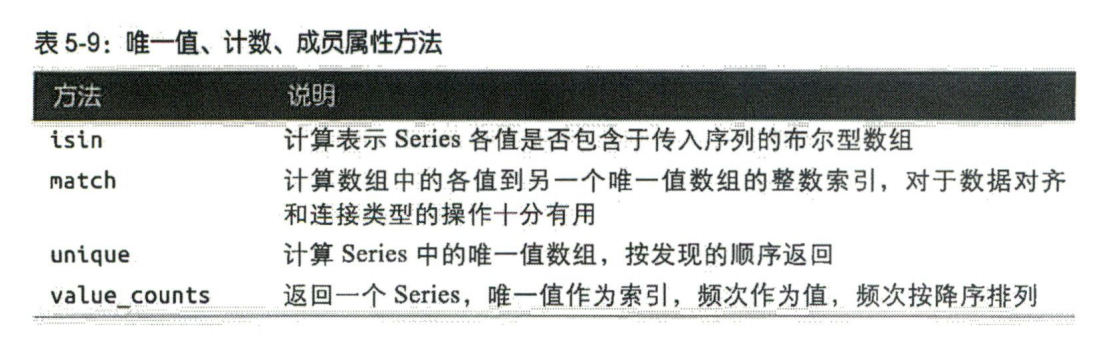 表 5-9：唯一值、计数、成员属性方法
方法 说明
isin 计算表示 Series 各值是否包含于传入序列的布尔型数组
match 计算数组中的各值到另一个唯一值数组的整数索引，对于数据对齐
和连接类型的操作十分有用
unique 计算 Series 中的唯一值数组，按发现的顺序返回
value_counts 返回一个 Series，唯一值作为索引，频次作为值，频次按降序排列